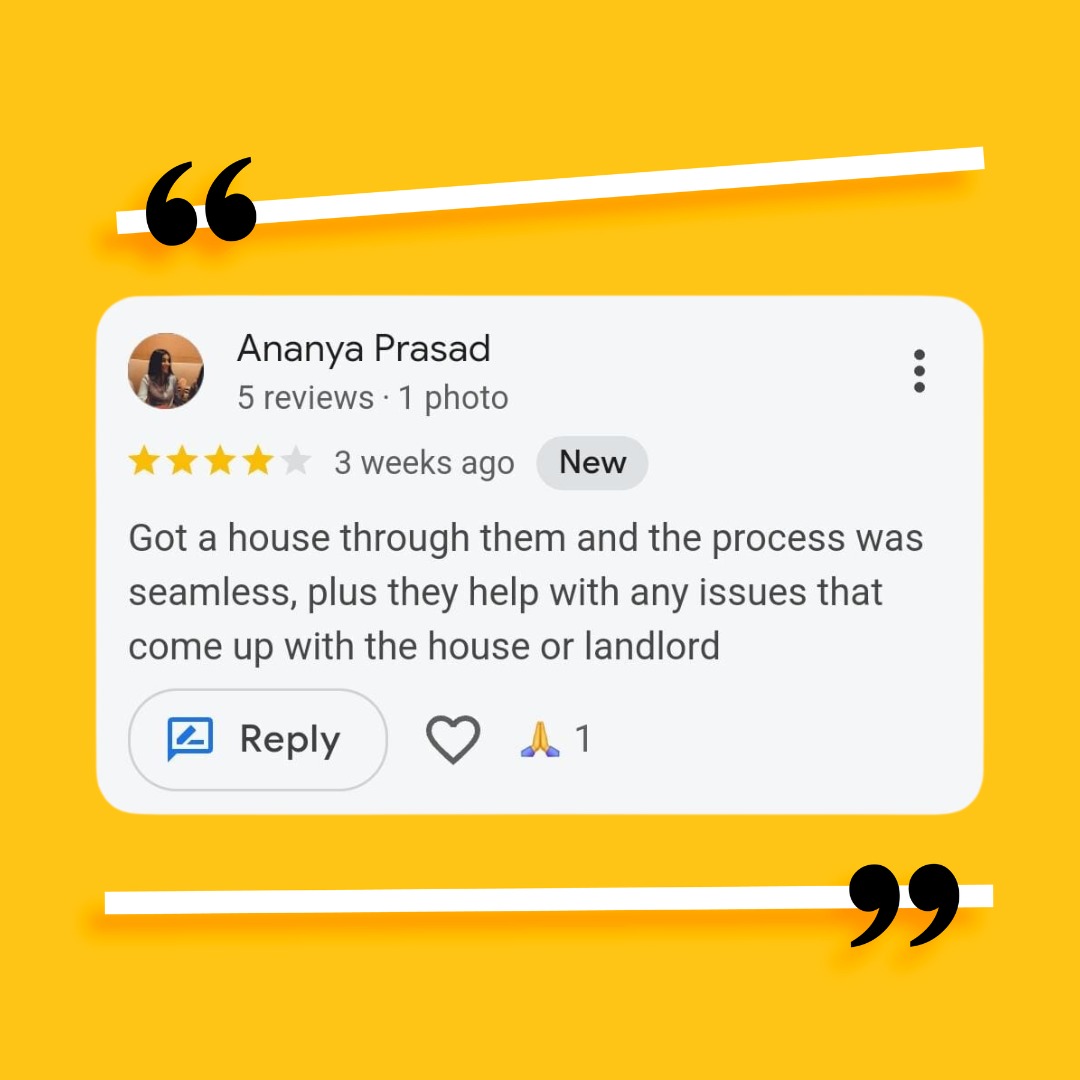 “
Ananya Prasad
5 reviews · 1 photo
3 weeks ago New
Got a house through them and the process was
seamless, plus they help with any issues that
come up with the house or landlord
Reply
🙏 1
”